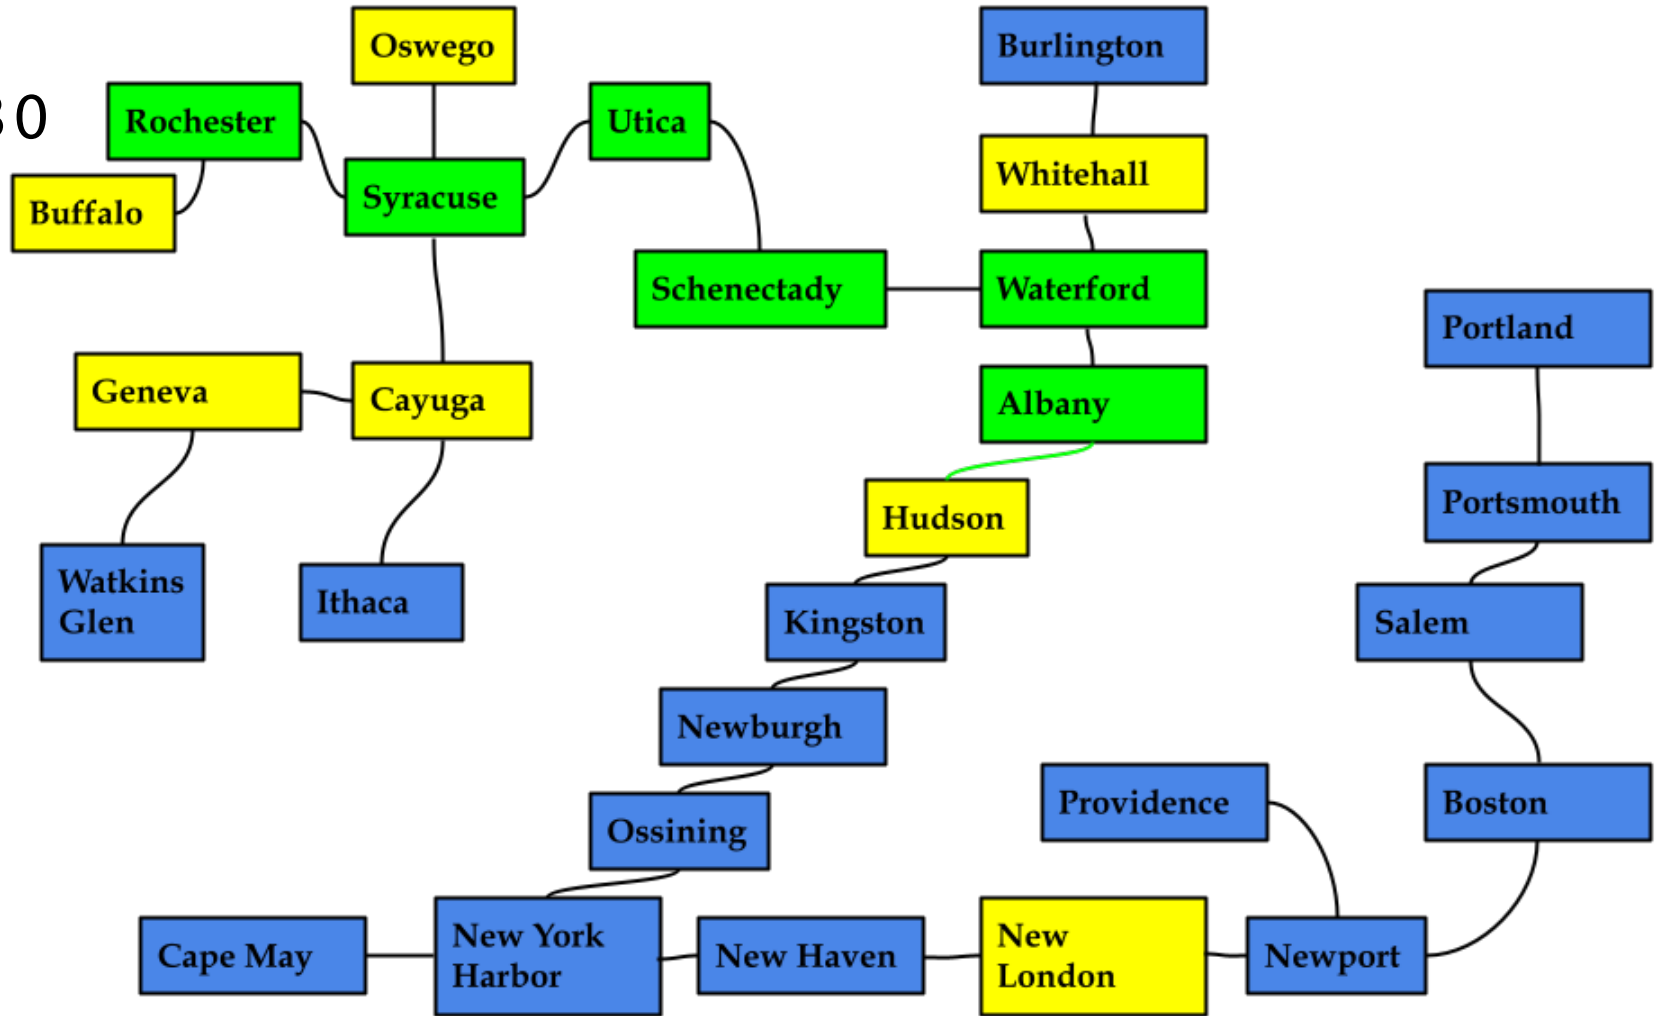 Oswego
Burlington
30
Rochester
Utica
Whitehall
Syracuse
Buffalo
Schenectady
Waterford
Portland
Geneva
Cayuga
Albany
Portsmouth
Hudson
Watkins
Glen
Ithaca
Kingston
Salem
Newburgh
Providence
Boston
Ossining
Cape May
New York
Harbor
New Haven
New
London
Newport